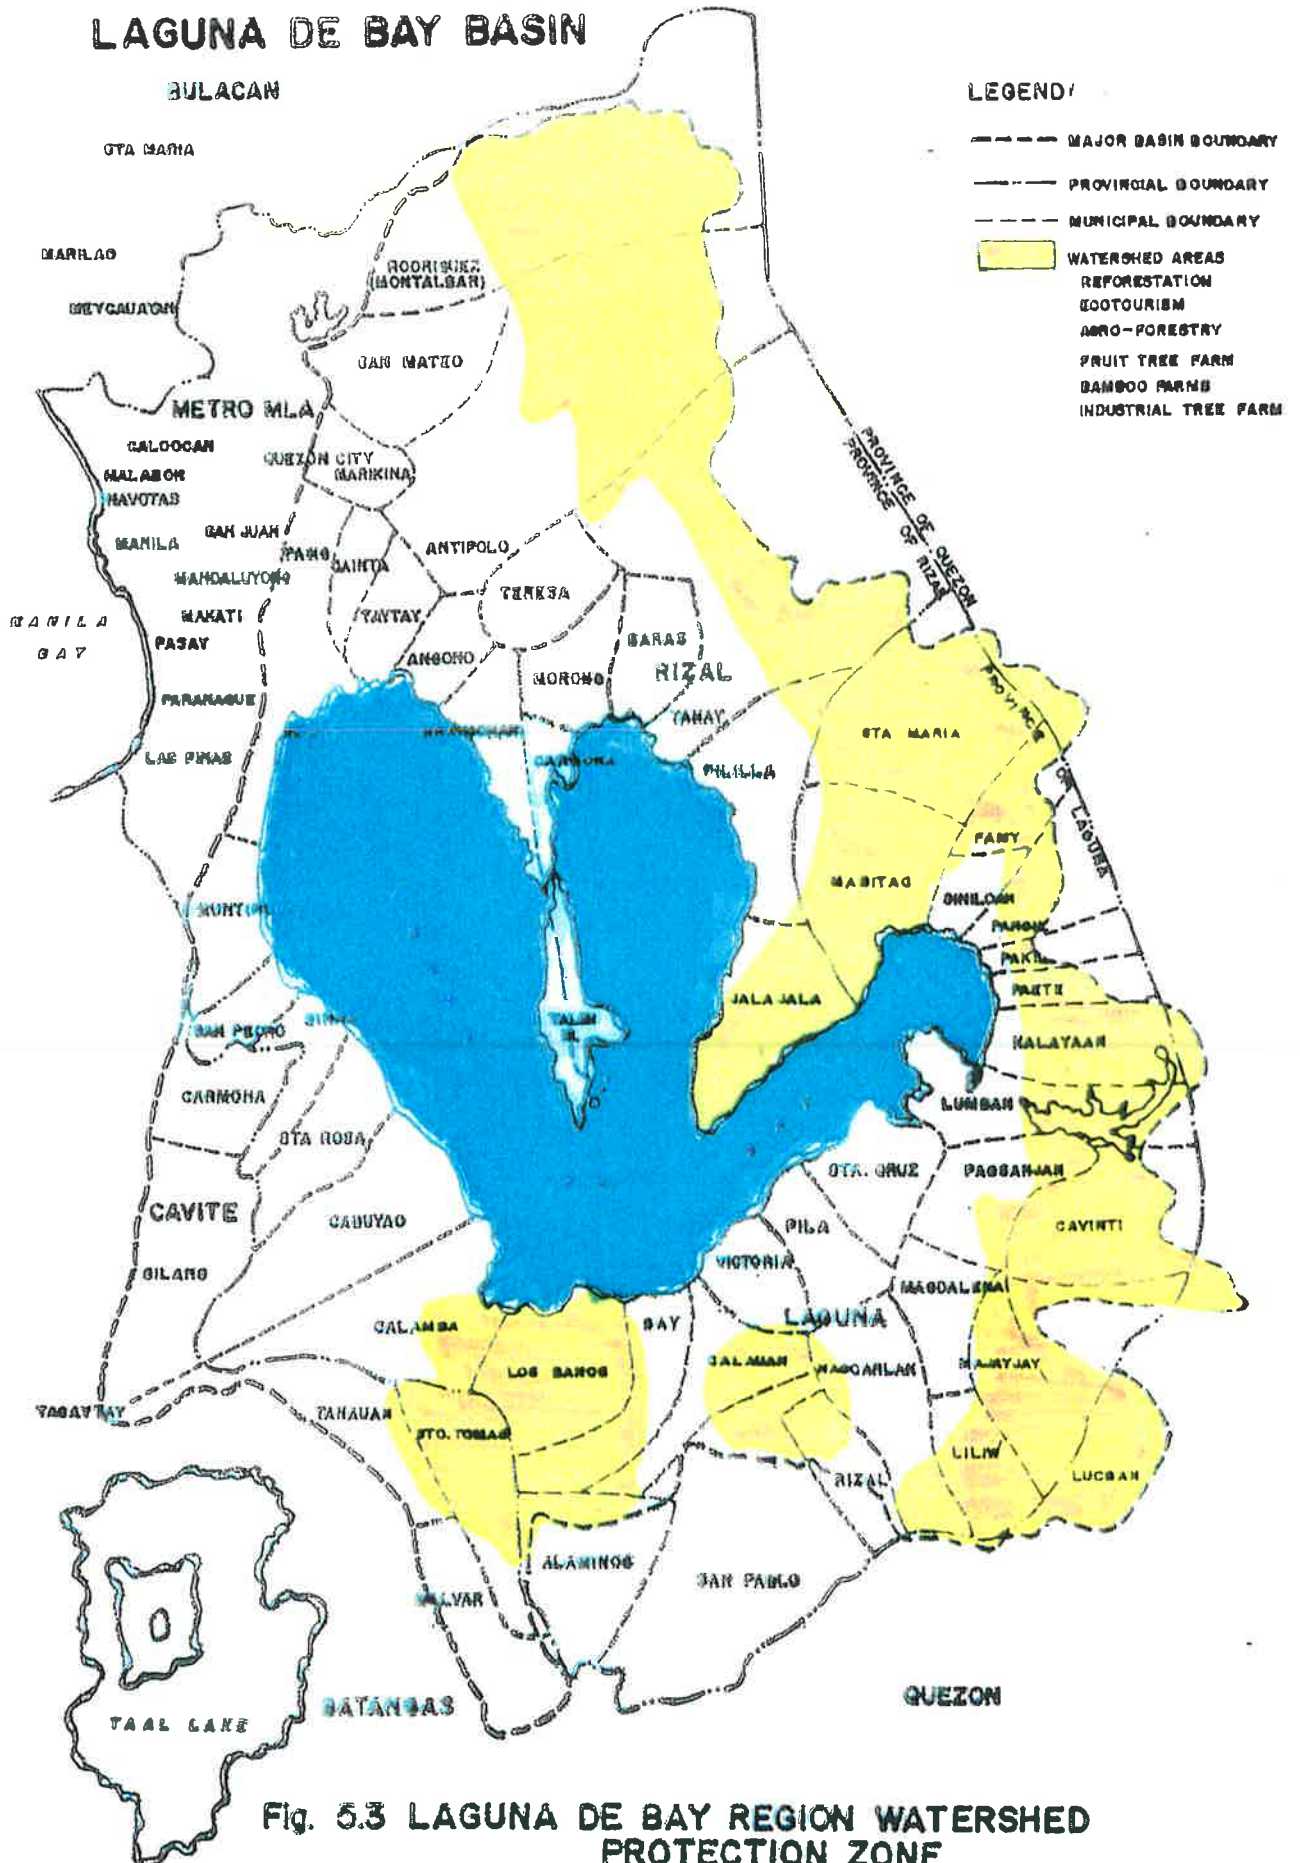 LAGUNA DE BAY BASIN
BULACAN
STA MARIA
MARILAO
MEYCAUAYAN
LEGEND:
MAJOR BASIN BOUNDARY
PROVINCIAL BOUNDARY
MUNICIPAL BOUNDARY
WATERSHED AREAS
REFORESTATION
ECOTOURISM
AGRO-FORESTRY
FRUIT TREE FARM
BAMBOO FARMS
INDUSTRIAL TREE FARM
RODRIGUEZ
(MONTALBAN)
SAN MATEO
METRO MLA
CALOOCAN
QUEZON CITY
MARIKINA
MALABON
NAVOTAS
SAN JUAN
MANILA
PASIG
CAINTA
ANTIPOLO
MANDALUYONG
TERESA
MAKATI
TAYTAY
MANILA
BAY
PASAY
ANGONO
BARAS
RIZAL
MORONG
PARANAQUE
TANAY
LAS PINAS
CARDONA
PILILLA
PROVINCE OF QUEZON
PROVINCE OF RIZAL
PROVINCE OF LAGUNA
STA MARIA
FAMY
MABITAC
SINILOAN
PANGIL
PAKIL
PAETE
KALAYAAN
JALA JALA
TALIM
IS.
SAN PEDRO
CARMONA
STA ROSA
LUMBAN
STA. CRUZ
PAGSANJAN
CAVITE
CABUYAO
PILA
CAVINTI
SILANG
VICTORIA
MAGDALENA
CALAMBA
BAY
LAGUNA
LOS BANOS
CALAUAN
NAGCARLAN
MAJAYJAY
TAGAYTAY
TANAUAN
STO. TOMAS
LILIW
LUCBAN
RIZAL
ALAMINOS
SAN PABLO
BATANGAS
QUEZON
TAAL LAKE
Fig. 5.3 LAGUNA DE BAY REGION WATERSHED
PROTECTION ZONE